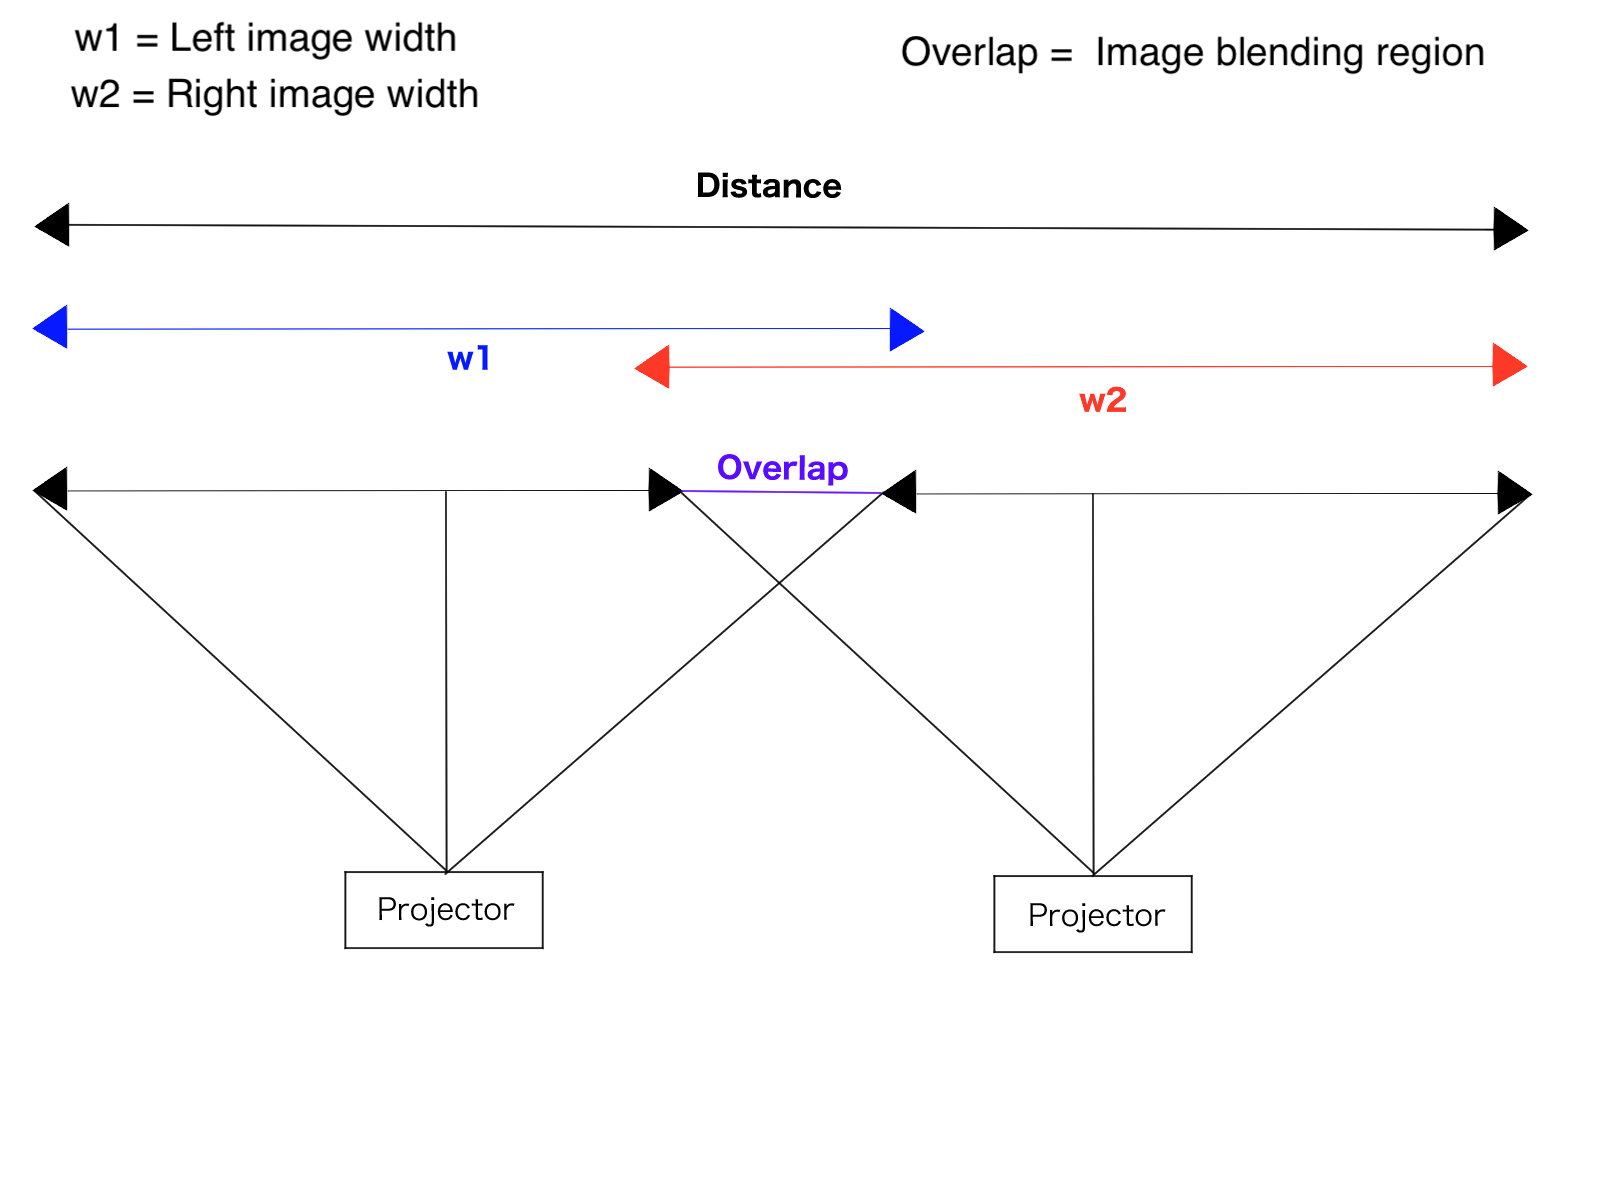 w1 = Left image width
w2 = Right image width
Overlap = Image blending region
Distance
w1
w2
Overlap
Projector
Projector